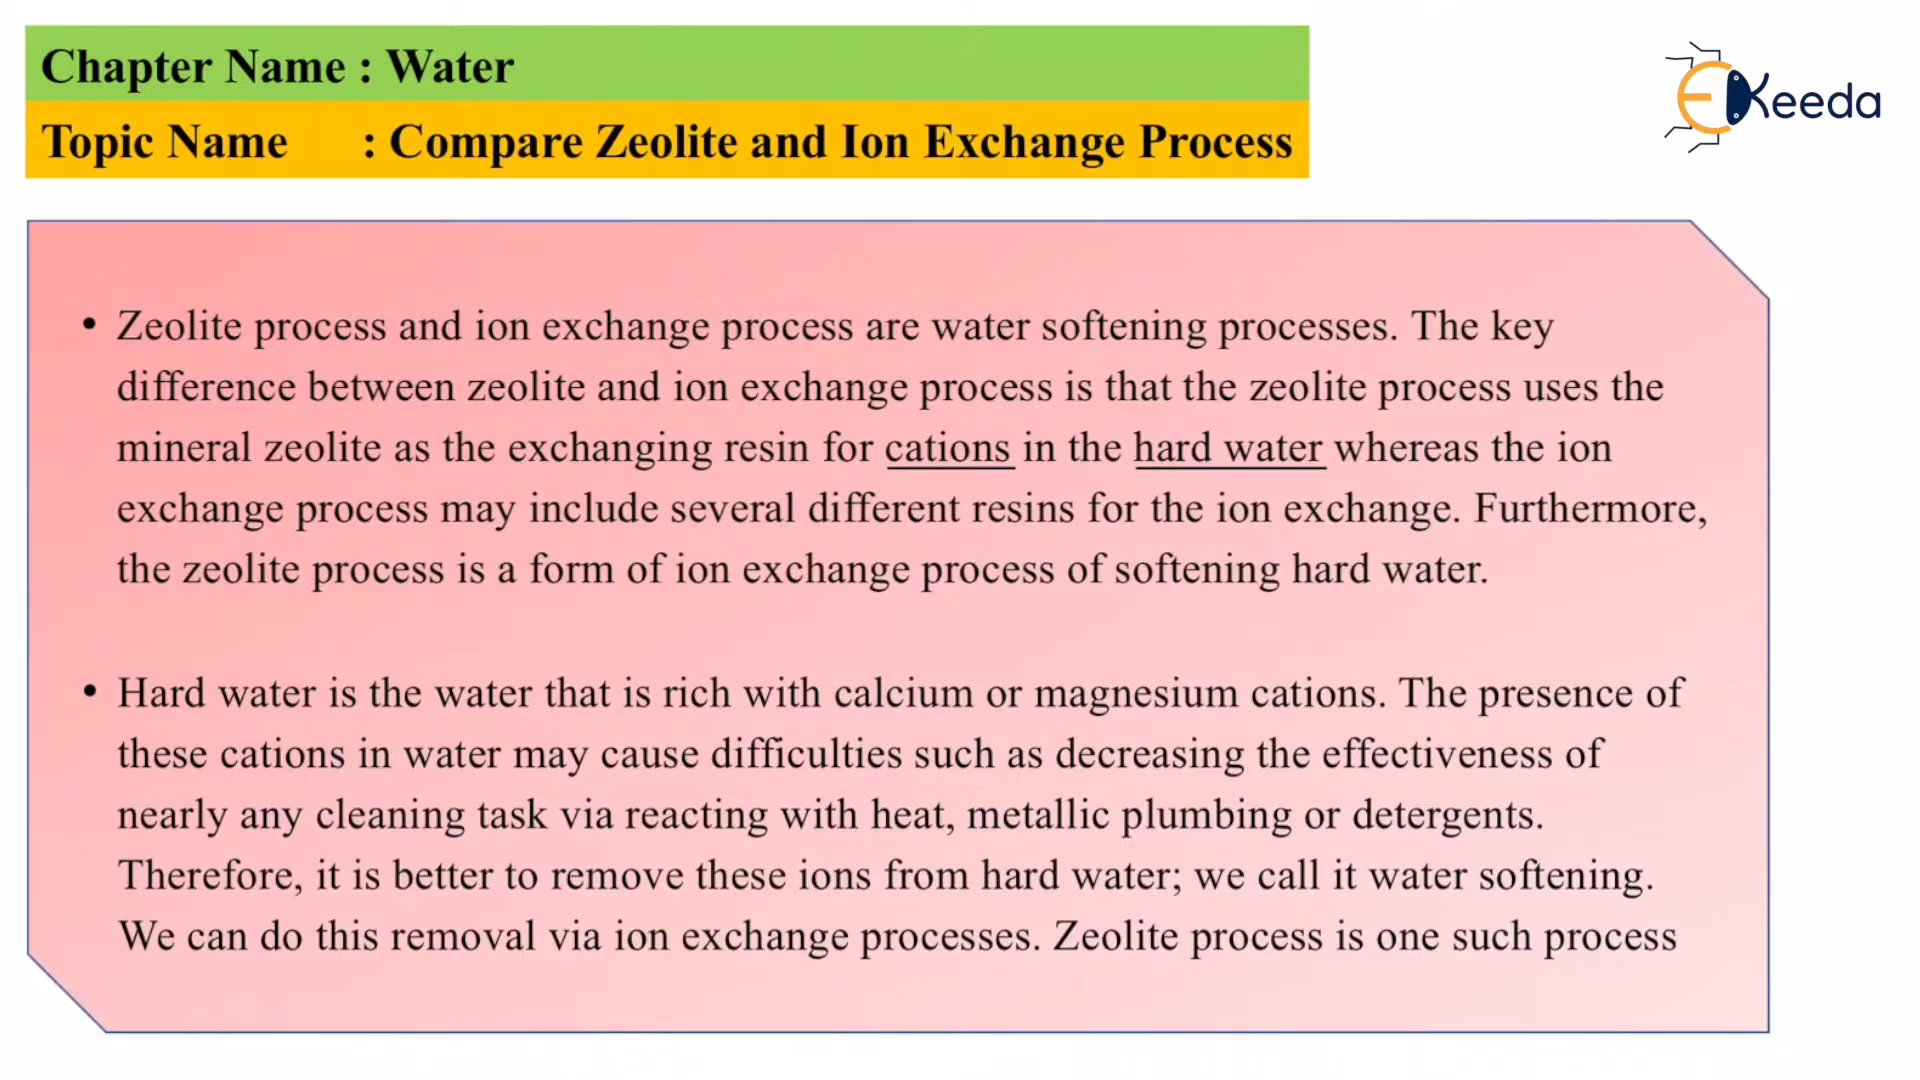 Chapter Name : Water
Topic Name : Compare Zeolite and Ion Exchange Process
EKeeda
• Zeolite process and ion exchange process are water softening processes. The key
difference between zeolite and ion exchange process is that the zeolite process uses the
mineral zeolite as the exchanging resin for cations in the hard water whereas the ion
exchange process may include several different resins for the ion exchange. Furthermore,
the zeolite process is a form of ion exchange process of softening hard water.
• Hard water is the water that is rich with calcium or magnesium cations. The presence of
these cations in water may cause difficulties such as decreasing the effectiveness of
nearly any cleaning task via reacting with heat, metallic plumbing or detergents.
Therefore, it is better to remove these ions from hard water; we call it water softening.
We can do this removal via ion exchange processes. Zeolite process is one such process